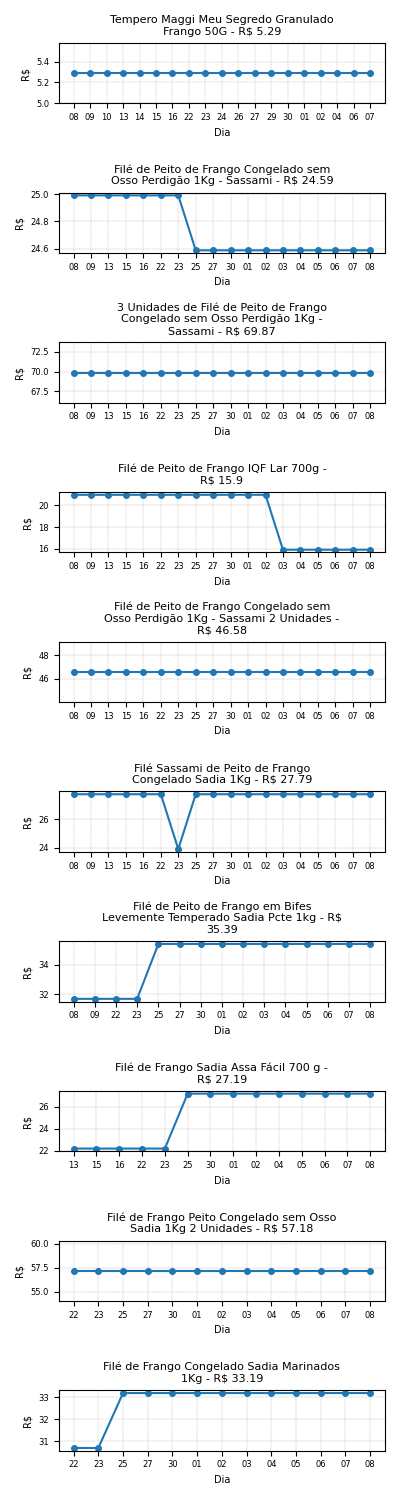 Tempero Maggi Meu Segredo Granulado
Frango 50G - R$ 5.29
R$
5.4
5.2
5.0
08 09 10 13 14 15 16 22 23 24 26 27 29 30 01 02 04 06 07
Dia
Filé de Peito de Frango Congelado sem
Osso Perdigão 1Kg - Sassami - R$ 24.59
R$
25.0
24.8
24.6
08 09 13 15 16 22 23 25 27 30 01 02 03 04 05 06 07 08
Dia
3 Unidades de Filé de Peito de Frango
Congelado sem Osso Perdigão 1Kg -
Sassami - R$ 69.87
R$
72.5
70.0
67.5
08 09 13 15 16 22 23 25 27 30 01 02 03 04 05 06 07 08
Dia
Filé de Peito de Frango IQF Lar 700g -
R$ 15.9
R$
20
18
16
08 09 13 15 16 22 23 25 27 30 01 02 03 04 05 06 07 08
Dia
Filé de Peito de Frango Congelado sem
Osso Perdigão 1Kg - Sassami 2 Unidades -
R$ 46.58
R$
48
46
08 09 13 15 16 22 23 25 27 30 01 02 03 04 05 06 07 08
Dia
Filé Sassami de Peito de Frango
Congelado Sadia 1Kg - R$ 27.79
R$
26
24
08 09 13 15 16 22 23 25 27 30 01 02 03 04 05 06 07 08
Dia
Filé de Peito de Frango em Bifes
Levemente Temperado Sadia Pcte 1kg - R$
35.39
R$
34
32
08 09 22 23 25 27 30 01 02 03 04 05 06 07 08
Dia
Filé de Frango Sadia Assa Fácil 700 g -
R$ 27.19
R$
26
24
22
13 15 16 22 23 25 30 01 02 04 05 06 07 08
Dia
Filé de Frango Peito Congelado sem Osso
Sadia 1Kg 2 Unidades - R$ 57.18
R$
60.0
57.5
55.0
22 23 25 27 30 01 02 03 04 05 06 07 08
Dia
Filé de Frango Congelado Sadia Marinados
1Kg - R$ 33.19
R$
33
32
31
22 23 25 27 30 01 02 03 04 05 06 07 08
Dia